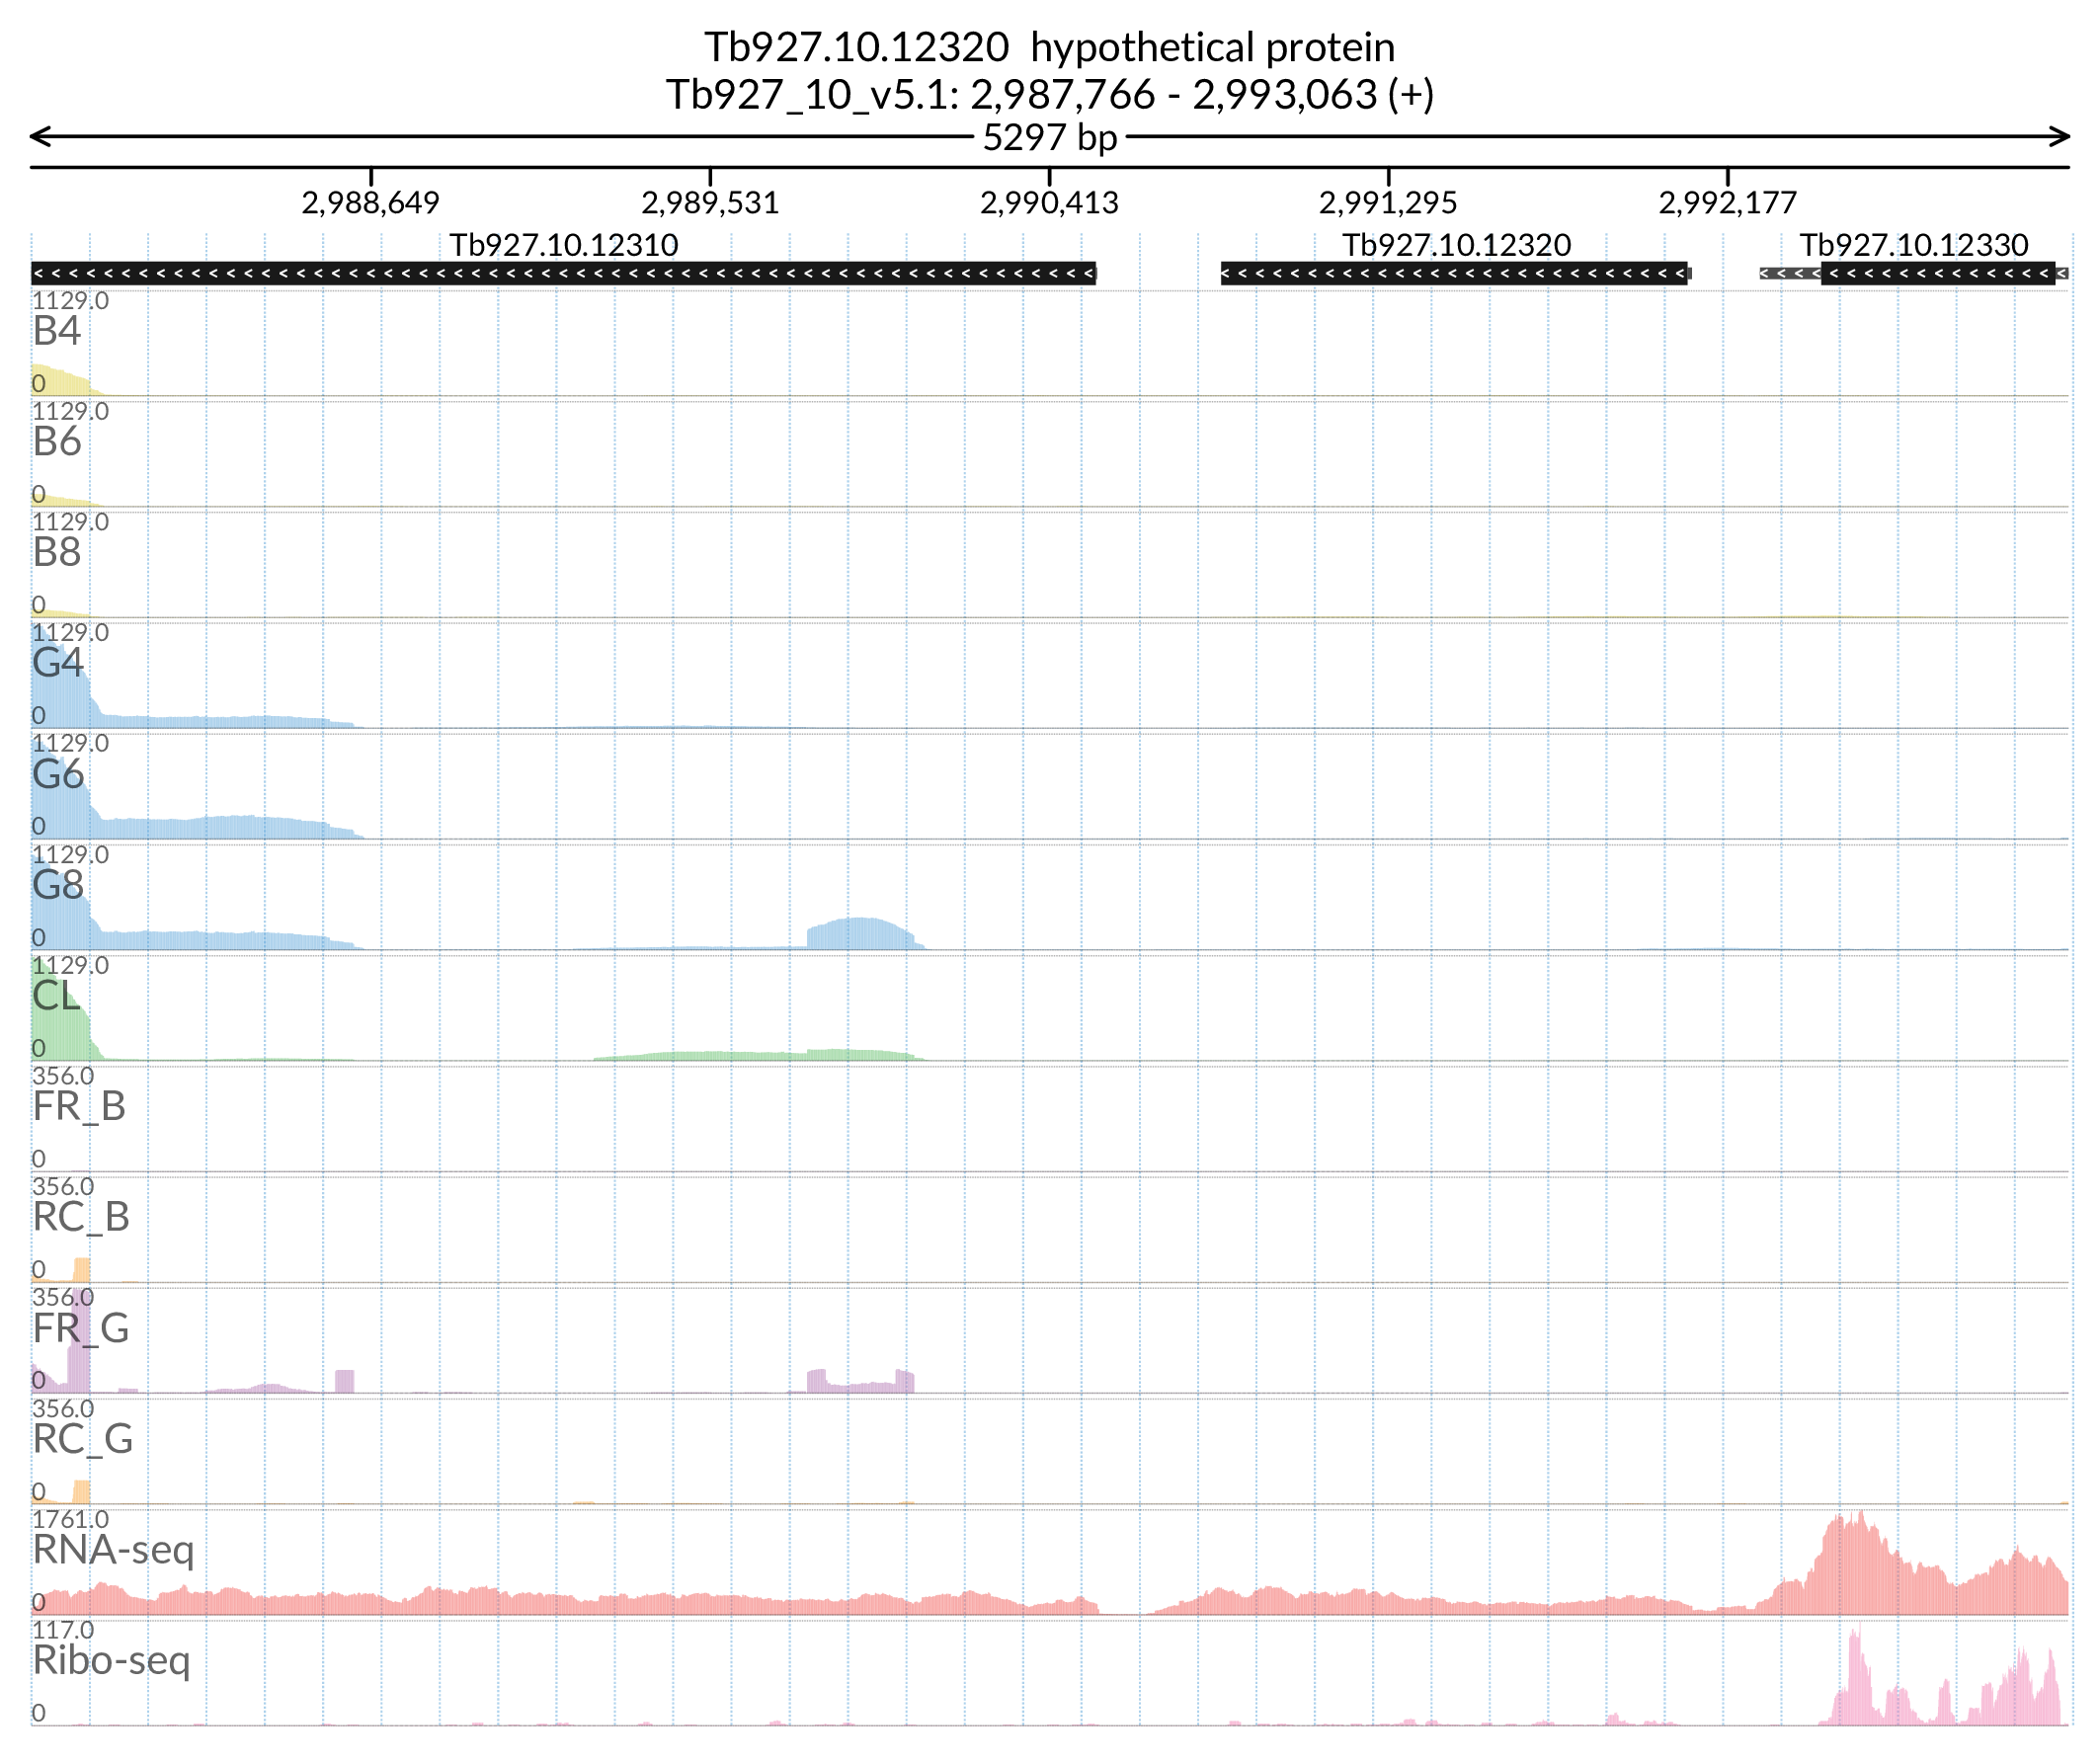 Tb927.10.12320 hypothetical protein
Tb927_10_v5.1: 2,987,766 - 2,993,063 (+)
5297 bp
2,988,649 2,989,531 2,990,413 2,991,295 2,992,177
Tb927.10.12310 Tb927.10.12320 Tb927.10.12330
1129.0
B4
0
1129.0
B6
0
1129.0
B8
0
1129.0
G4
0
1129.0
G6
0
1129.0
G8
0
1129.0
CL
0
356.0
FR_B
0
356.0
RC_B
0
356.0
FR_G
0
356.0
RC_G
0
1761.0
RNA-seq
0
117.0
Ribo-seq
0